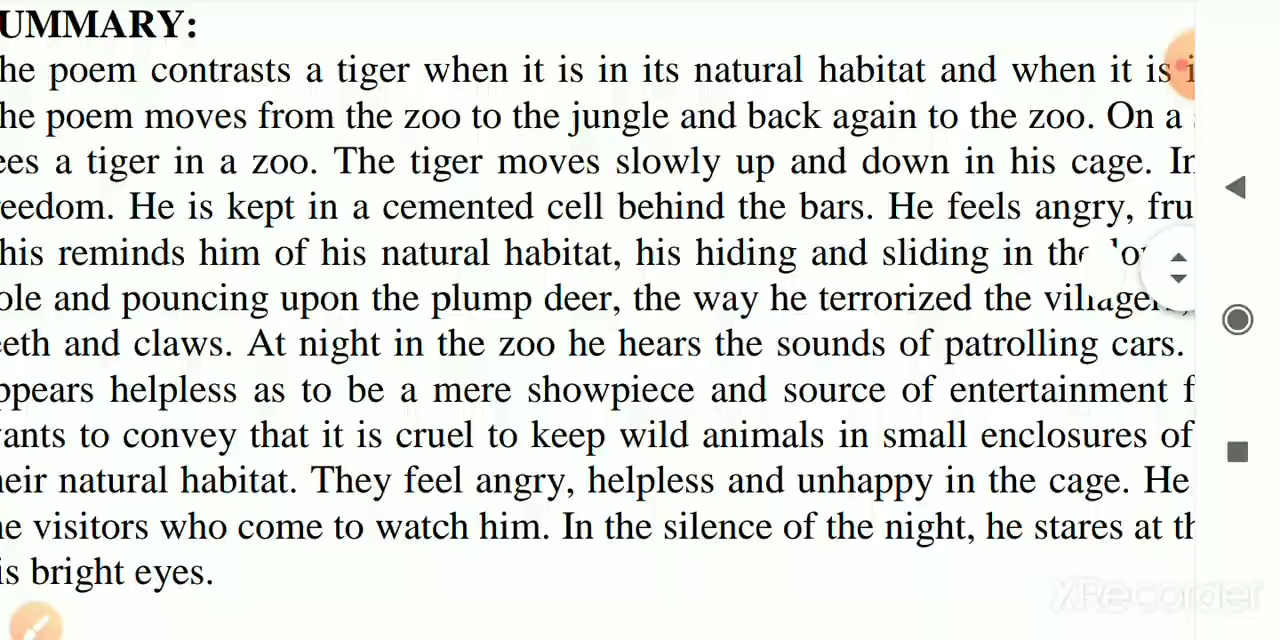 UMMARY:
he poem contrasts a tiger when it is in its natural habitat and when it is i
he poem moves from the zoo to the jungle and back again to the zoo. On a
ees a tiger in a zoo. The tiger moves slowly up and down in his cage. In
reedom. He is kept in a cemented cell behind the bars. He feels angry, fru
his reminds him of his natural habitat, his hiding and sliding in the
ole and pouncing upon the plump deer, the way he terrorized the
eeth and claws. At night in the zoo he hears the sounds of patrolling cars.
ppears helpless as to be a mere showpiece and source of entertainment f
ants to convey that it is cruel to keep wild animals in small enclosures of
heir natural habitat. They feel angry, helpless and unhappy in the cage. He
he visitors who come to watch him. In the silence of the night, he stares at th
is bright eyes.
XRecorder